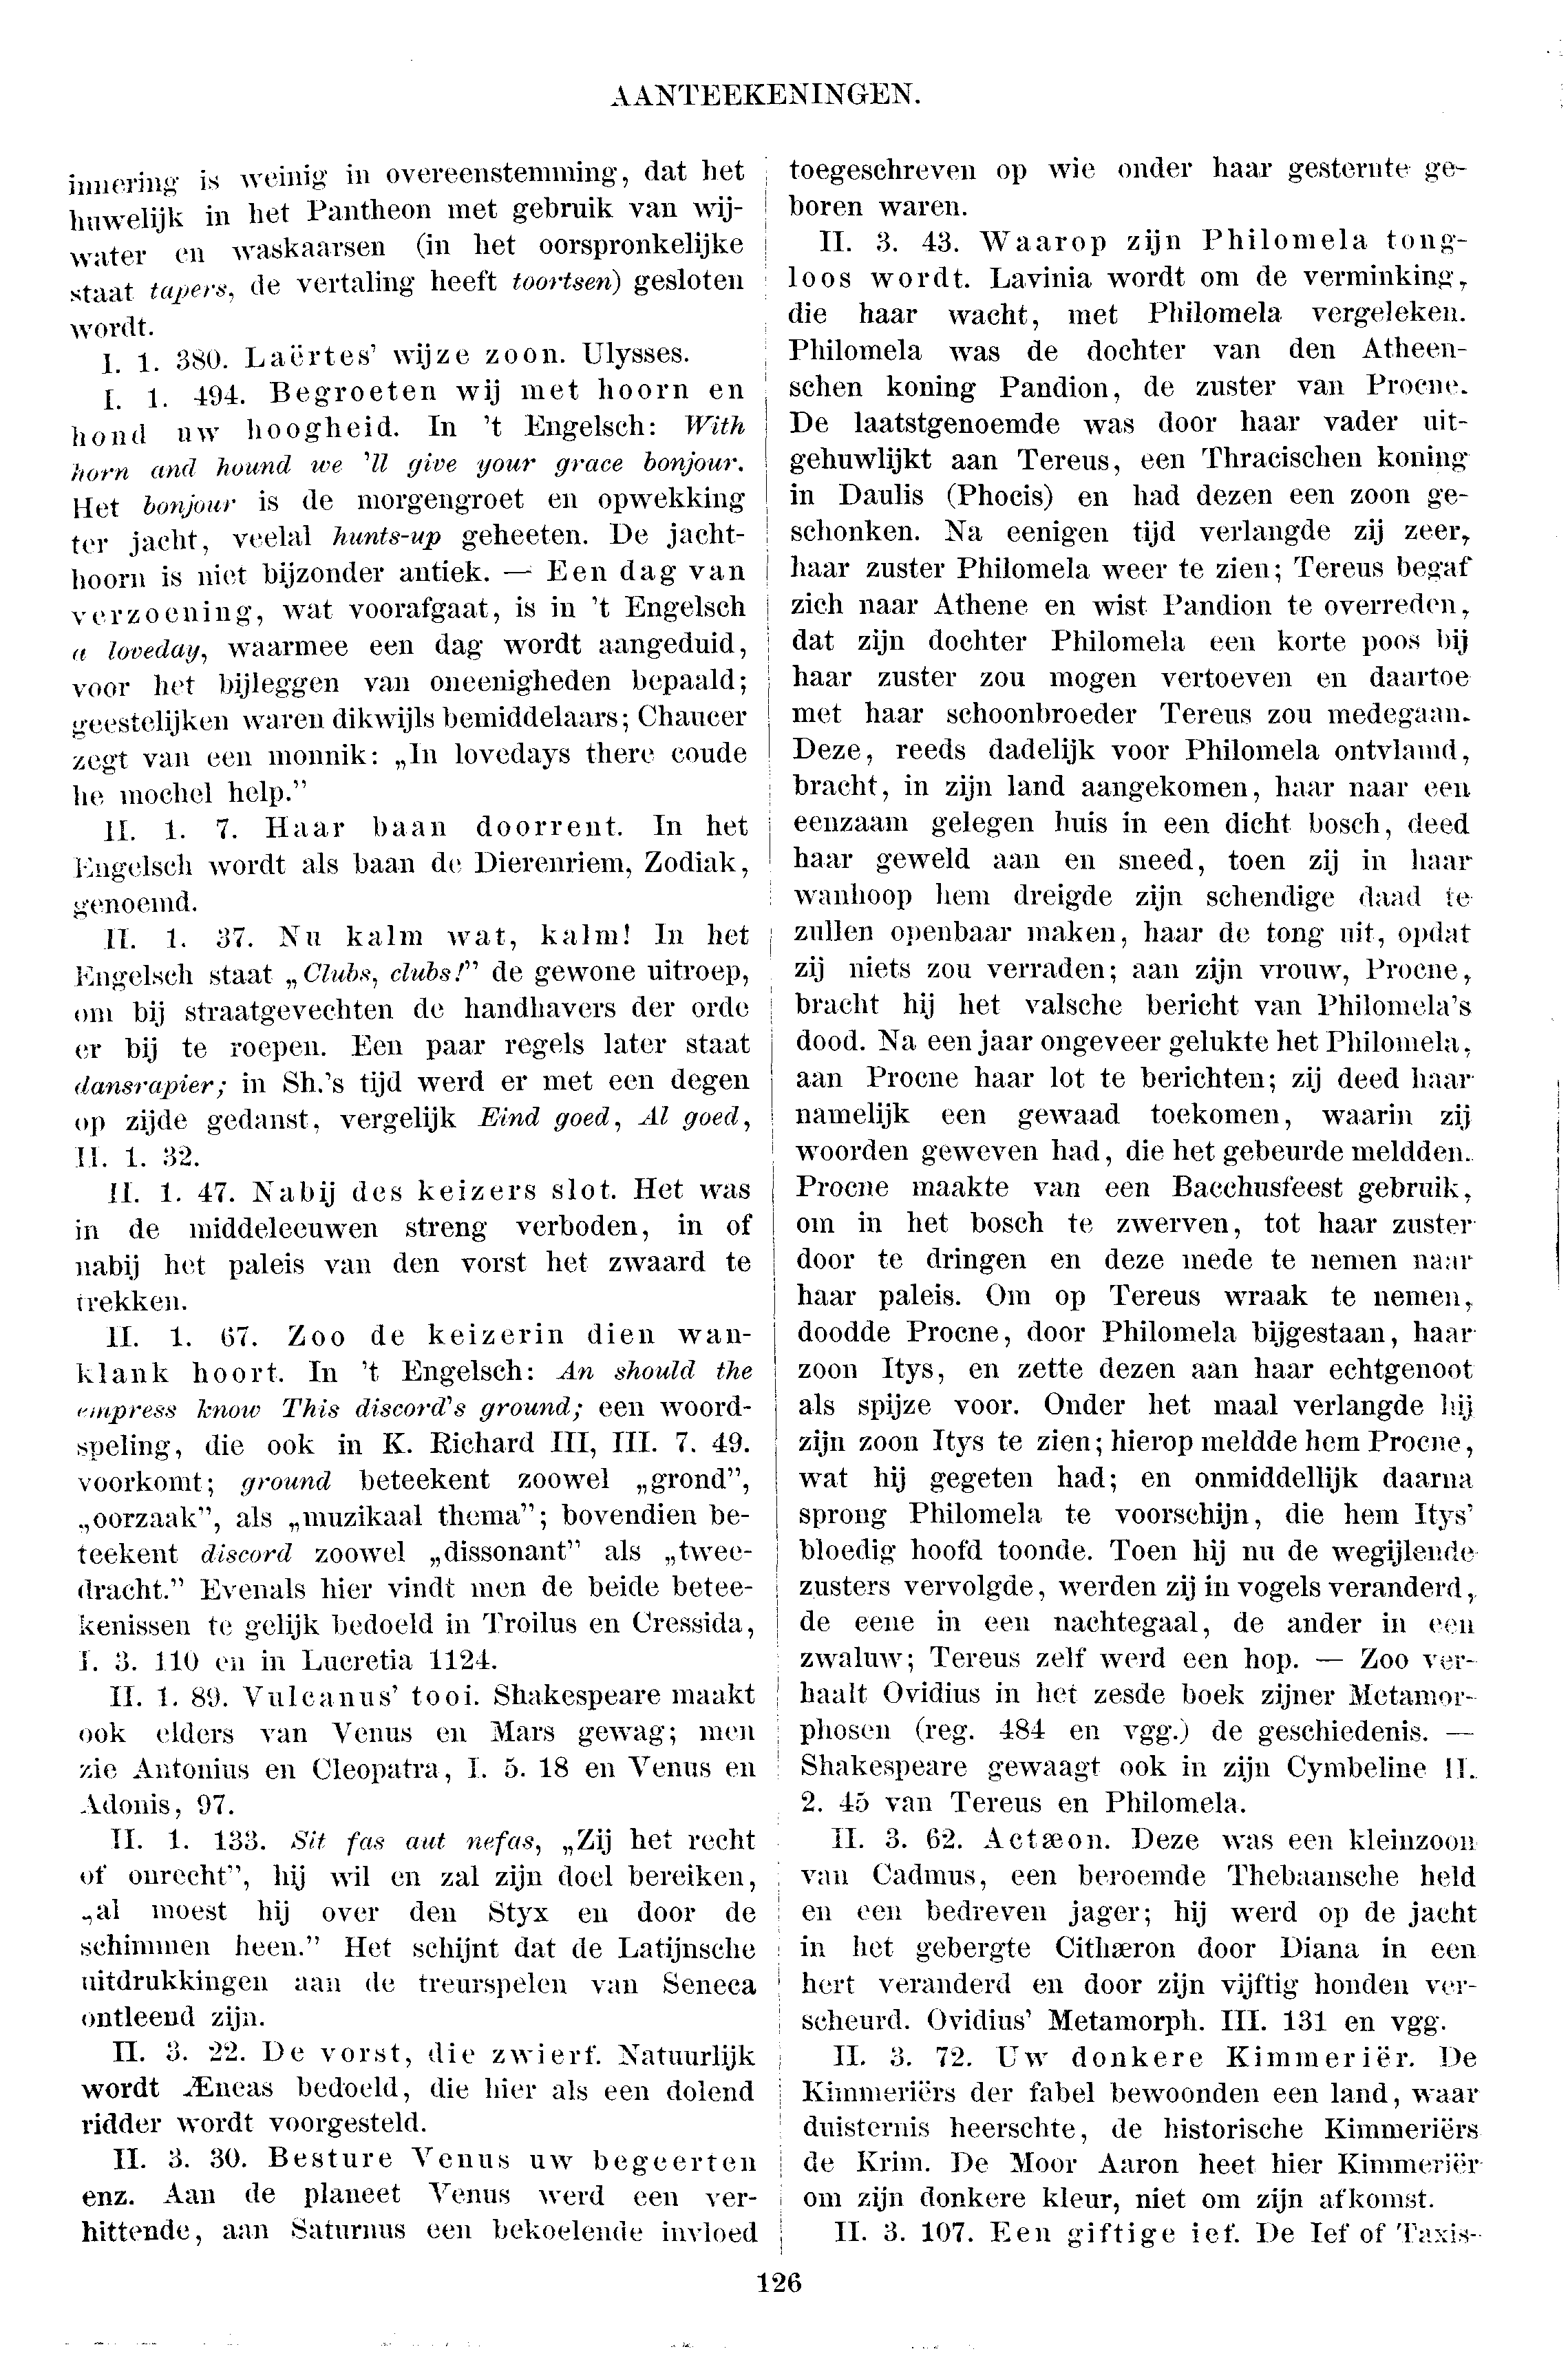 AANTEEKENINGEN.
innering is weinig in overeenstemming, dat het
huwelijk in het Pantheon met gebruik van wij-
water en waskaarsen (in het oorspronkelijke
staat tapers, de vertaling heeft toortsen) gesloten
wordt.
I. 1. 380. Laërtes' wijze zoon. Ulysses.
I. 1. 494. Begroeten wij met hoorn en
hond uw hoogheid. In 't Engelsch: With
horn and hound we 'll give your grace bonjour.
Het bonjour is de morgengroet en opwekking
ter jacht, veelal hunts-up geheeten. De jacht-
hoorn is niet bijzonder antiek. — Een dag van
verzoening, wat voorafgaat, is in 't Engelsch
a loveday, waarmee een dag wordt aangeduid,
voor het bijleggen van oneenigheden bepaald;
geestelijken waren dikwijls bemiddelaars; Chaucer
zegt van een monnik: „In lovedays there coude
he mochel help."
II. 1. 7. Haar baan doorrent. In het
Engelsch wordt als baan de Dierenriem, Zodiak,
genoemd.
II. 1. 37. Nu kalm wat, kalm! In het
Engelsch staat „Clubs, clubs!" de gewone uitroep,
om bij straatgevechten de handhavers der orde
er bij te roepen. Een paar regels later staat
dansrapier; in Sh.'s tijd werd er met een degen
op zijde gedanst, vergelijk Eind goed, Al goed,
II. 1. 32.
II. 1. 47. Nabij des keizers slot. Het was
in de middeleeuwen streng verboden, in of
nabij het paleis van den vorst het zwaard te
trekken.
II. 1. 67. Zoo de keizerin dien wan-
klank hoort. In 't Engelsch: An should the
empress know This discord's ground; een woord-
speling, die ook in K. Richard III, III. 7. 49.
voorkomt; ground beteekent zoowel „grond",
„oorzaak", als „muzikaal thema"; bovendien be-
teekent discord zoowel „dissonant" als „twee-
dracht." Evenals hier vindt men de beide betee-
kenissen te gelijk bedoeld in Troilus en Cressida,
I. 3. 110 en in Lucretia 1124.
II. 1. 89. Vulcanus' tooi. Shakespeare maakt
ook elders van Venus en Mars gewag; men
zie Antonius en Cleopatra, I. 5. 18 en Venus en
Adonis, 97.
II. 1. 133. Sit fas aut nefas, „Zij het recht
of onrecht", hij wil en zal zijn doel bereiken,
„al moest hij over den Styx en door de
schimmen heen." Het schijnt dat de Latijnsche
uitdrukkingen aan de treurspelen van Seneca
ontleend zijn.
II. 3. 22. De vorst, die zwierf. Natuurlijk
wordt Æneas bedoeld, die hier als een dolend
ridder wordt voorgesteld.
II. 3. 30. Besture Venus uw begeerten
enz. Aan de planeet Venus werd een ver-
hittende, aan Saturnus een bekoelende invloed
toegeschreven op wie onder haar gesternte ge-
boren waren.
II. 3. 43. Waarop zijn Philomela tong-
loos wordt. Lavinia wordt om de verminking,
die haar wacht, met Philomela vergeleken.
Philomela was de dochter van den Atheen-
schen koning Pandion, de zuster van Procne.
De laatstgenoemde was door haar vader uit-
gehuwlijkt aan Tereus, een Thracischen koning
in Daulis (Phocis) en had dezen een zoon ge-
schonken. Na eenigen tijd verlangde zij zeer,
haar zuster Philomela weer te zien; Tereus begaf
zich naar Athene en wist Pandion te overreden,
dat zijn dochter Philomela een korte poos bij
haar zuster zou mogen vertoeven en daartoe
met haar schoonbroeder Tereus zou medegaan.
Deze, reeds dadelijk voor Philomela ontvlamd,
bracht, in zijn land aangekomen, haar naar een
eenzaam gelegen huis in een dicht bosch, deed
haar geweld aan en sneed, toen zij in haar
wanhoop hem dreigde zijn schendige daad te
zullen openbaar maken, haar de tong uit, opdat
zij niets zou verraden; aan zijn vrouw, Procne,
bracht hij het valsche bericht van Philomela's
dood. Na een jaar ongeveer gelukte het Philomela,
aan Procne haar lot te berichten; zij deed haar
namelijk een gewaad toekomen, waarin zij
woorden geweven had, die het gebeurde meldden.
Procne maakte van een Bacchusfeest gebruik,
om in het bosch te zwerven, tot haar zuster
door te dringen en deze mede te nemen naar
haar paleis. Om op Tereus wraak te nemen,
doodde Procne, door Philomela bijgestaan, haar
zoon Itys, en zette dezen aan haar echtgenoot
als spijze voor. Onder het maal verlangde hij
zijn zoon Itys te zien; hierop meldde hem Procne,
wat hij gegeten had; en onmiddellijk daarna
sprong Philomela te voorschijn, die hem Itys'
bloedig hoofd toonde. Toen hij nu de wegijlende
zusters vervolgde, werden zij in vogels veranderd,
de eene in een nachtegaal, de ander in een
zwaluw; Tereus zelf werd een hop. — Zoo ver-
haalt Ovidius in het zesde boek zijner Metamor-
phosen (reg. 484 en vgg.) de geschiedenis. —
Shakespeare gewaagt ook in zijn Cymbeline II.
2. 45 van Tereus en Philomela.
II. 3. 62. Actæon. Deze was een kleinzoon
van Cadmus, een beroemde Thebaansche held
en een bedreven jager; hij werd op de jacht
in het gebergte Cithæron door Diana in een
hert veranderd en door zijn vijftig honden ver-
scheurd. Ovidius' Metamorph. III. 131 en vgg.
II. 3. 72. Uw donkere Kimmeriër. De
Kimmeriërs der fabel bewoonden een land, waar
duisternis heerschte, de historische Kimmeriërs
de Krim. De Moor Aaron heet hier Kimmeriër
om zijn donkere kleur, niet om zijn afkomst.
II. 3. 107. Een giftige ief. De Ief of Taxis-
126